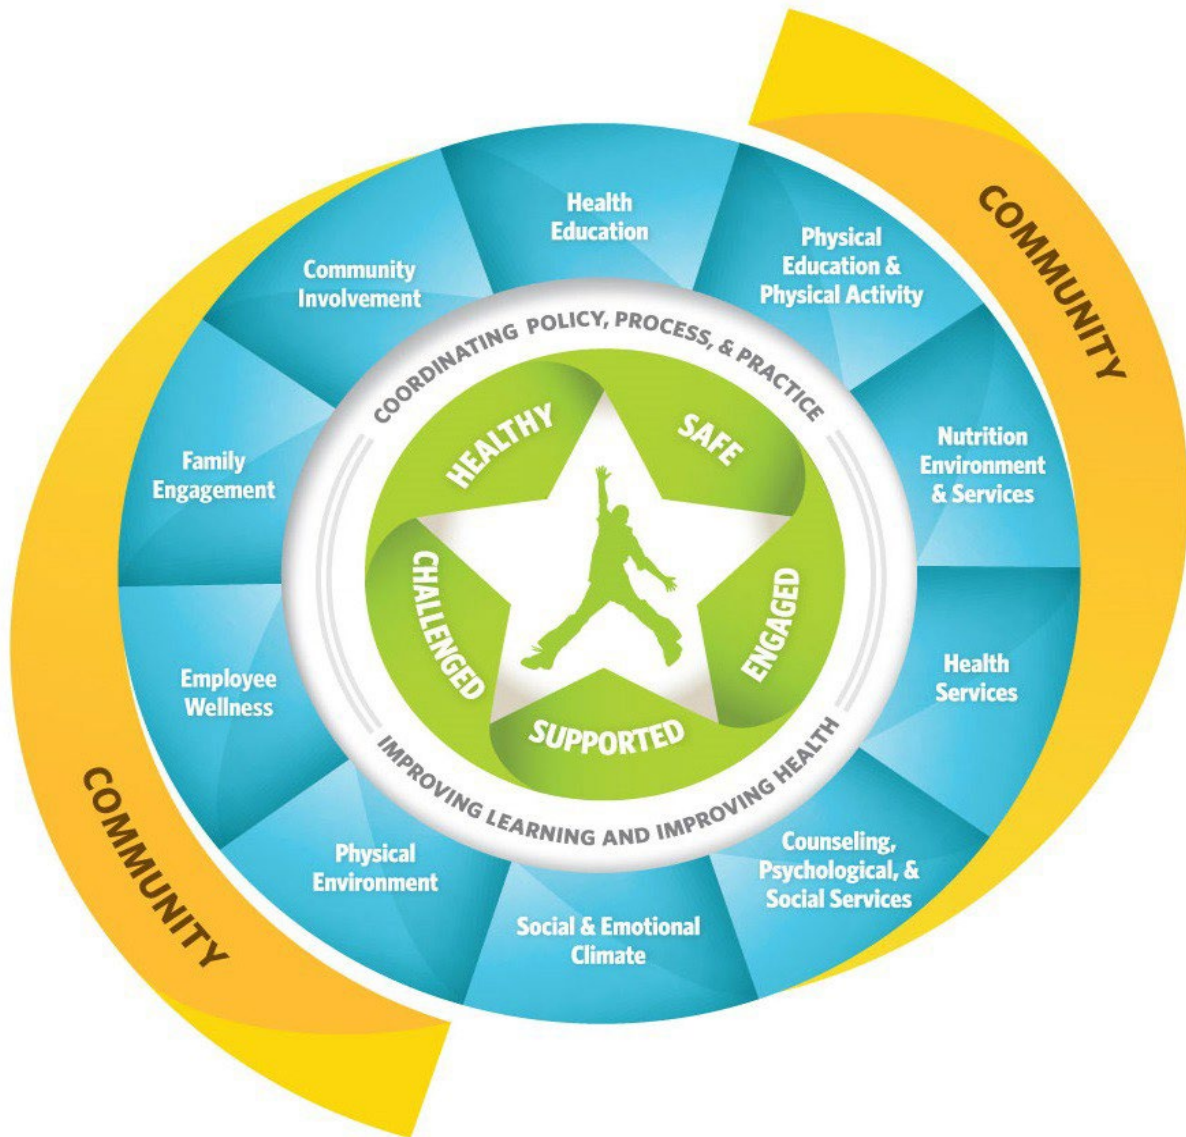 COMMUNITY
Health
Education
Physical
Education &
Physical Activity
Nutrition
Environment
& Services
Health
Services
Counseling,
Psychological, &
Social Services
Social & Emotional
Climate
Physical
Environment
Employee
Wellness
Family
Engagement
Community
Involvement
COORDINATING POLICY, PROCESS, & PRACTICE
IMPROVING LEARNING AND IMPROVING HEALTH
HEALTHY
SAFE
ENGAGED
SUPPORTED
CHALLENGED
COMMUNITY